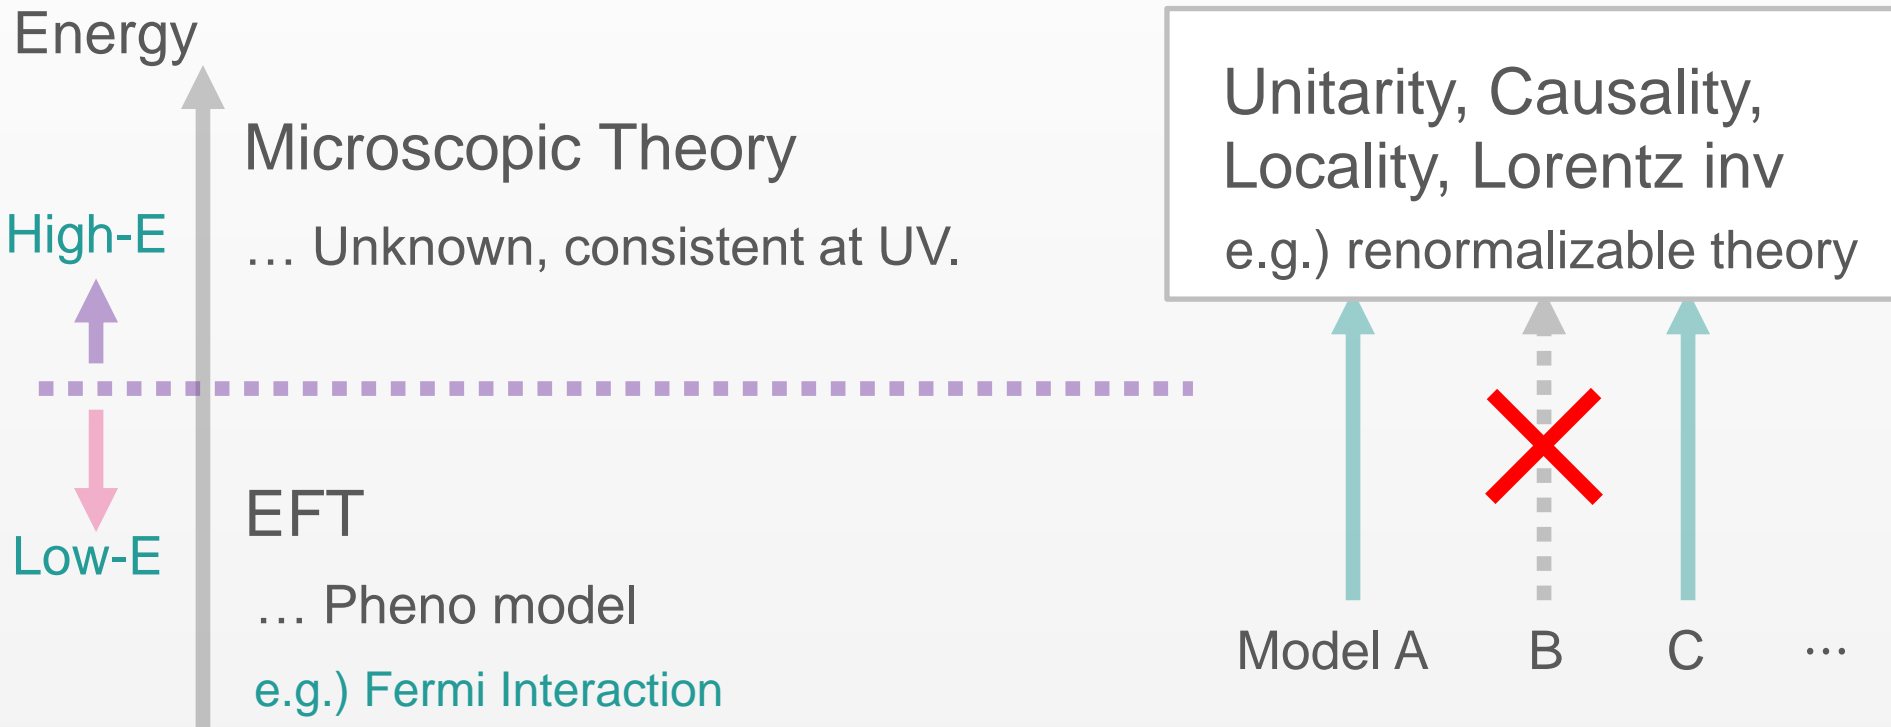 Energy
Microscopic Theory
… Unknown, consistent at UV.
High-E
Low-E
EFT
… Pheno model
e.g.) Fermi Interaction
Unitarity, Causality,
Locality, Lorentz inv
e.g.) renormalizable theory
Model A B C …